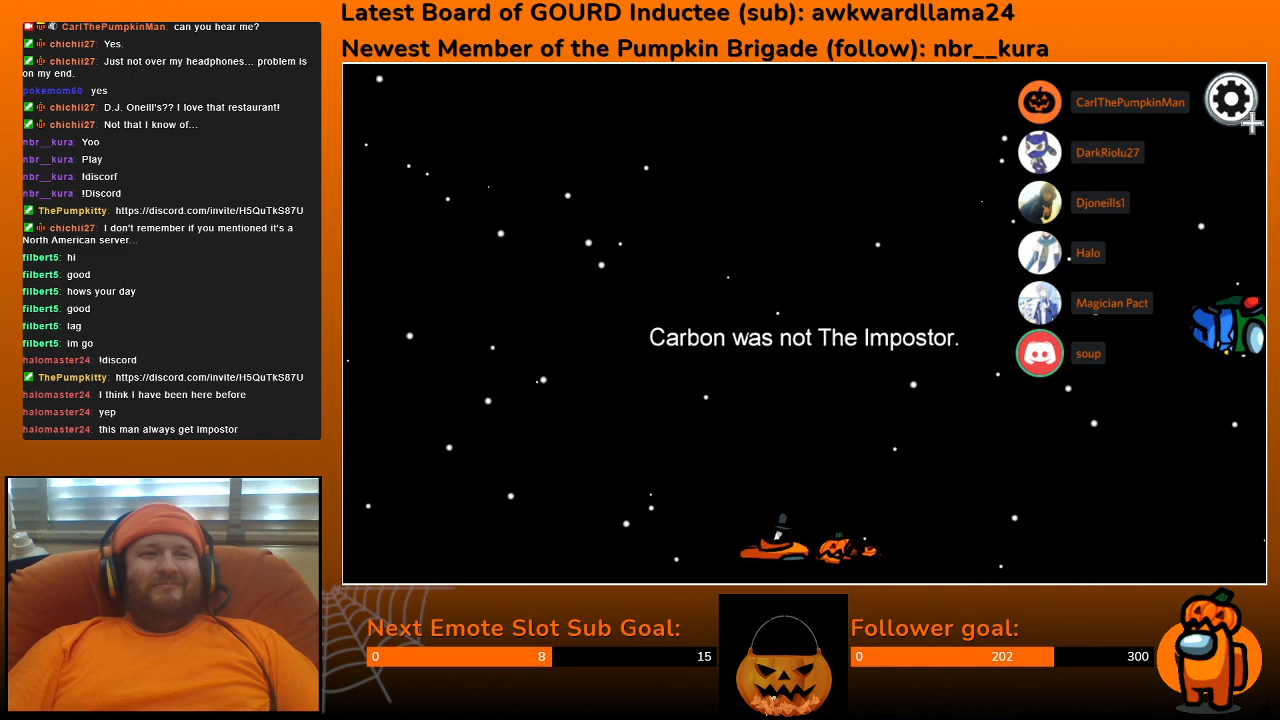 Latest Board of GOURD Inductee (sub): awkwardllama24
Newest Member of the Pumpkin Brigade (follow): nbr__kura
CarlThePumpkinMan: can you hear me?
chichii27: Yes.
chichii27: Just not over my headphones... problem is
on my end.
pokemom60: yes
chichii27: D.J. Oneill's?? I love that restaurant!
chichii27: Not that I know of...
nbr__kura: Yoo
nbr__kura: Play
nbr__kura: !discorf
nbr__kura: !Discord
ThePumpkitty: https://discord.com/invite/H5QuTkS87U
chichii27: I don't remember if you mentioned it's a
North American server...
filbert5: hi
filbert5: good
filbert5: hows your day
filbert5: good
filbert5: lag
filbert5: im go
halomaster24: !discord
ThePumpkitty: https://discord.com/invite/H5QuTkS87U
halomaster24: I think I have been here before
halomaster24: yep
halomaster24: this man always get impostor
CarlThePumpkinMan
DarkRiolu27
Djoneills1
Halo
Magician Pact
soup
Carbon was not The Impostor.
Next Emote Slot Sub Goal:
0 8 15
Follower goal:
0 202 300